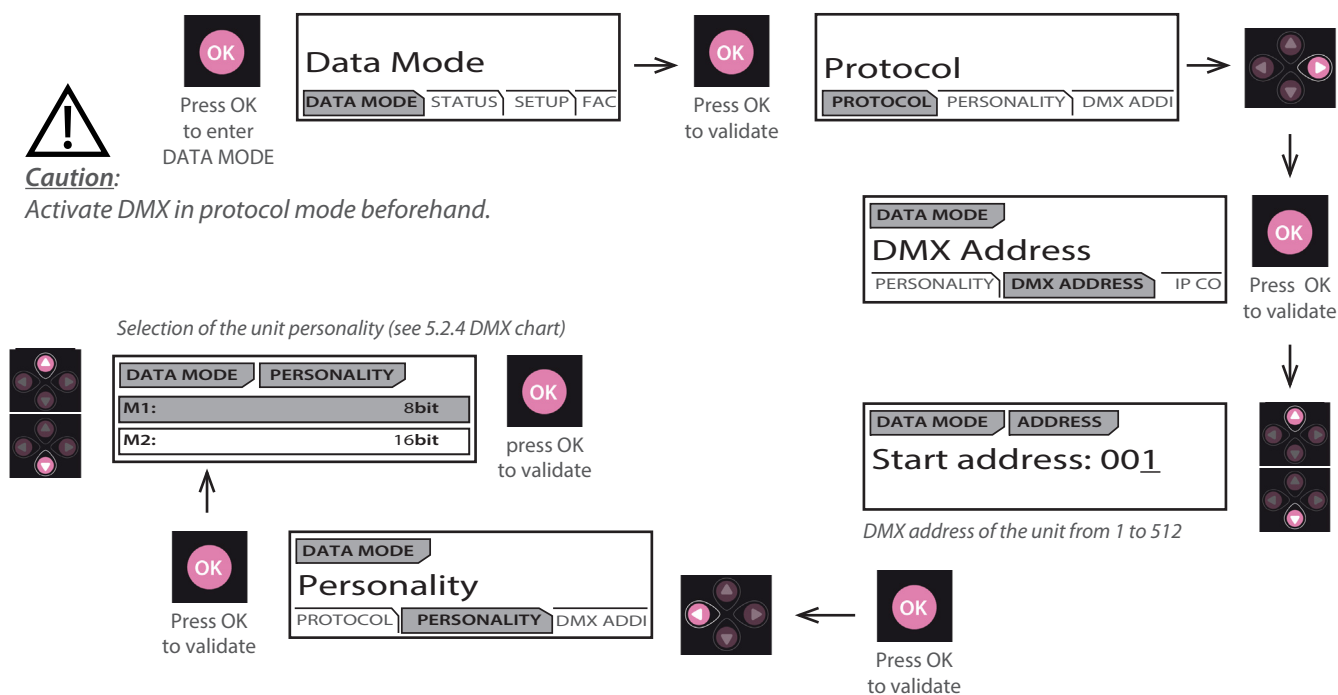 OK
Press OK
to enter
DATA MODE
Data Mode
DATA MODE STATUS SETUP FAC
OK
Press OK
to validate
Protocol
PROTOCOL PERSONALITY DMX ADDI
Caution:
Activate DMX in protocol mode beforehand.
DATA MODE
DMX Address
PERSONALITY DMX ADDRESS IP CO
OK
Press OK
to validate
DATA MODE ADDRESS
Start address: 001
DMX address of the unit from 1 to 512
OK
Press OK
to validate
DATA MODE
Personality
PROTOCOL PERSONALITY DMX ADDI
OK
Press OK
to validate
Selection of the unit personality (see 5.2.4 DMX chart)
DATA MODE PERSONALITY
M1: 8bit
M2: 16bit
OK
press OK
to validate